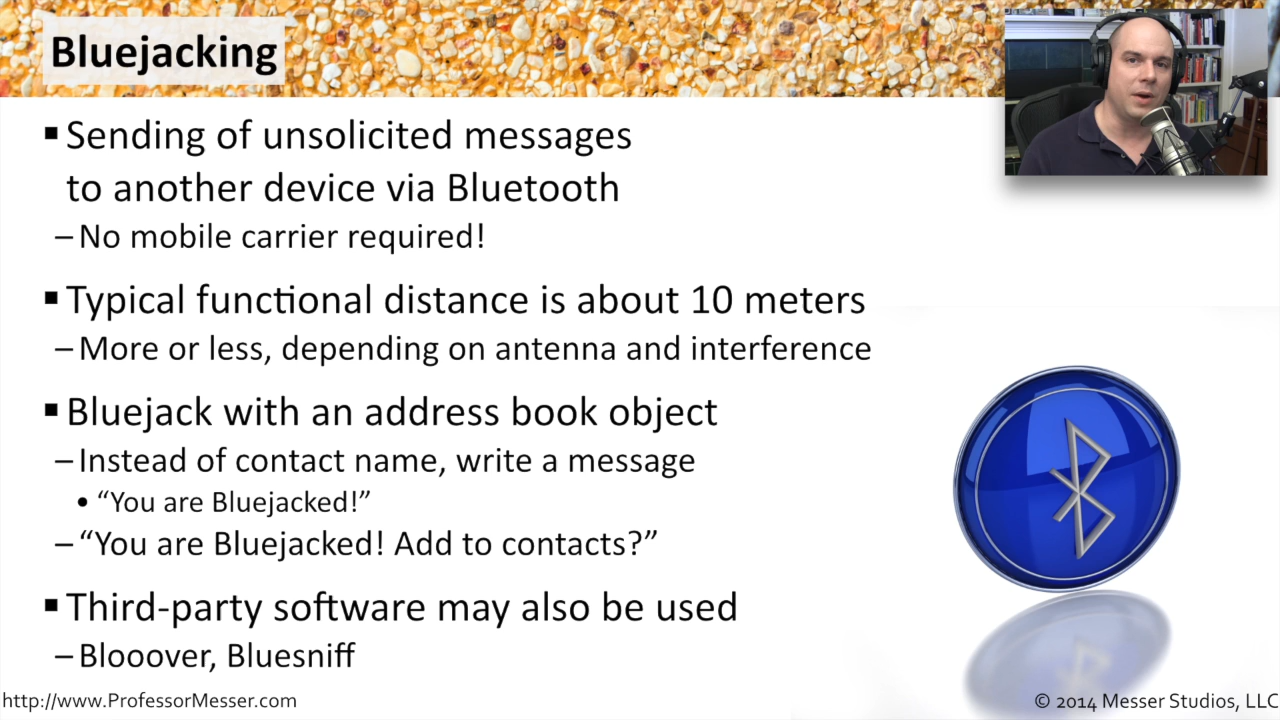 Bluejacking
▪ Sending of unsolicited messages
to another device via Bluetooth
– No mobile carrier required!
▪ Typical functional distance is about 10 meters
– More or less, depending on antenna and interference
▪ Bluejack with an address book object
– Instead of contact name, write a message
• “You are Bluejacked!”
– “You are Bluejacked! Add to contacts?”
▪ Third-party software may also be used
– Blooover, Bluesniff
http://www.ProfessorMesser.com
© 2014 Messer Studios, LLC